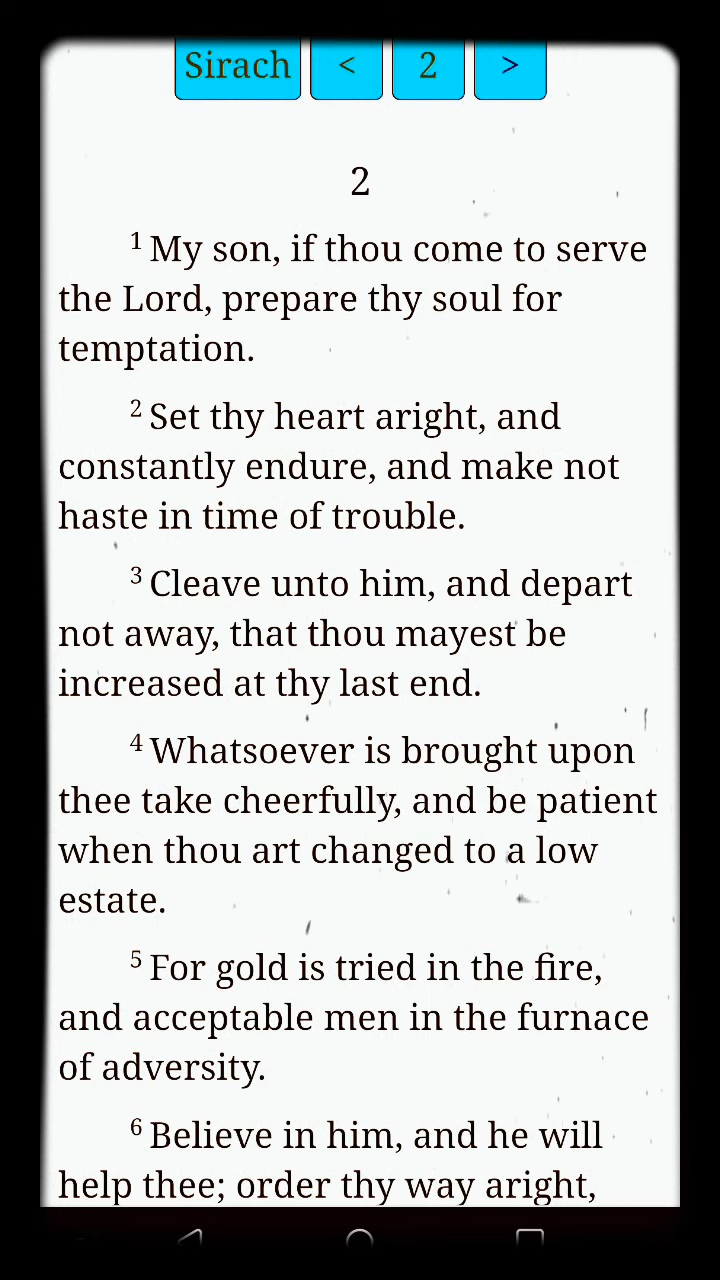 Sirach < 2 >
2
1 My son, if thou come to serve
the Lord, prepare thy soul for
temptation.
2 Set thy heart aright, and
constantly endure, and make not
haste in time of trouble.
3 Cleave unto him, and depart
not away, that thou mayest be
increased at thy last end.
4 Whatsoever is brought upon
thee take cheerfully, and be patient
when thou art changed to a low
estate.
5 For gold is tried in the fire,
and acceptable men in the furnace
of adversity.
6 Believe in him, and he will
help thee; order thy way aright,